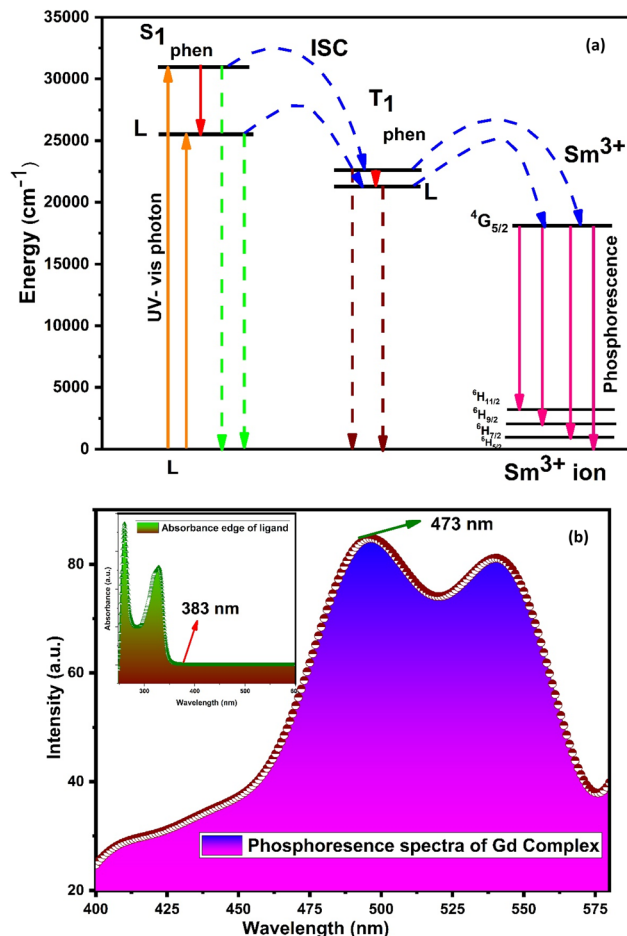 (a)
S1 phen
ISC
T1 phen
L
L
Sm3+
4G5/2
Energy (cm−1)
35000
30000
25000
20000
15000
10000
5000
0
UV- vis photon
Phosphorescence
6H11/2
6H9/2
6H7/2
6H5/2
L
Sm3+ ion
(b)
473 nm
Absorbance edge of ligand
383 nm
Absorbance (a.u.)
300 400 500 600
Wavelength (nm)
Intensity (a.u.)
80
60
40
20
Phosphoresence spectra of Gd Complex
400 425 450 475 500 525 550 575
Wavelength (nm)